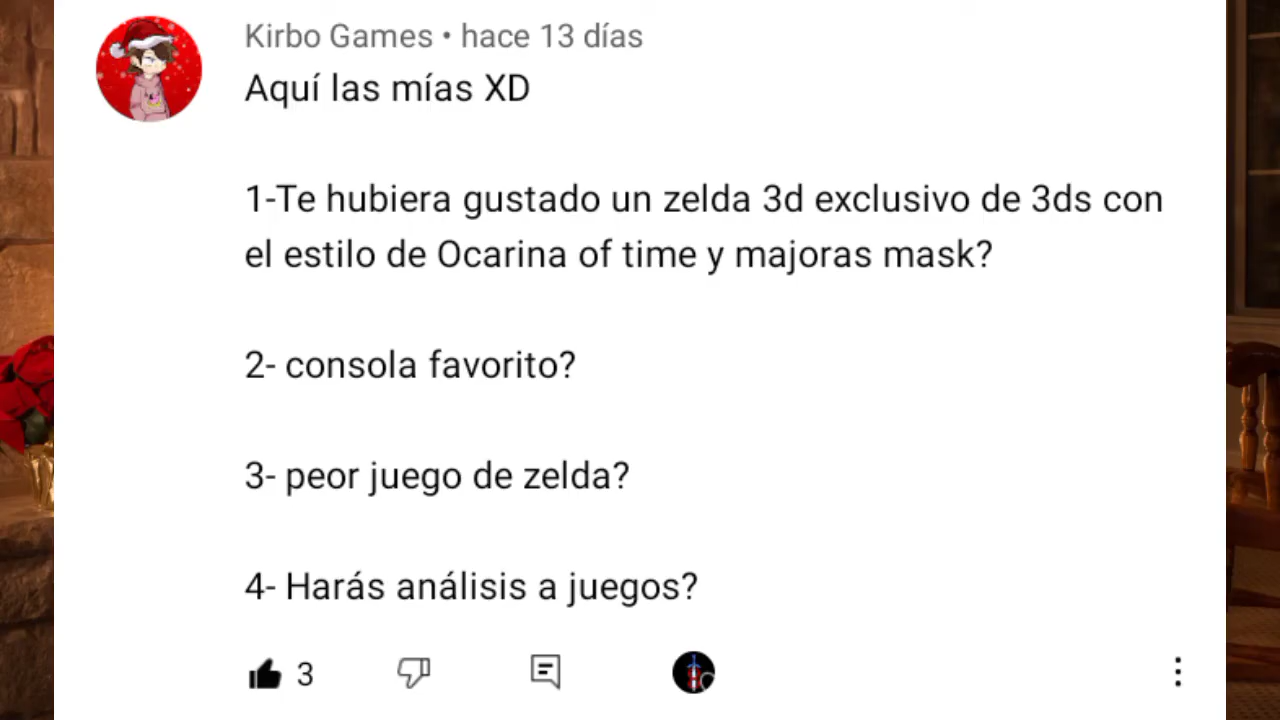 Kirbo Games • hace 13 días
Aquí las mías XD
1-Te hubiera gustado un zelda 3d exclusivo de 3ds con
el estilo de Ocarina of time y majoras mask?
2- consola favorito?
3- peor juego de zelda?
4- Harás análisis a juegos?
3